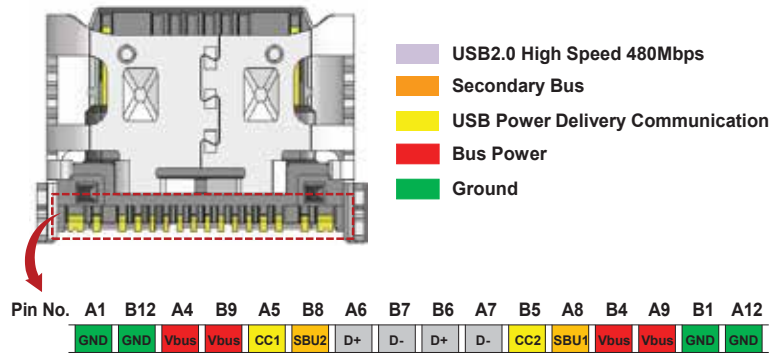 USB2.0 High Speed 480Mbps
Secondary Bus
USB Power Delivery Communication
Bus Power
Ground
Pin No. A1 B12 A4 B9 A5 B8 A6 B7 B6 A7 B5 A8 B4 A9 B1 A12
GND GND Vbus Vbus CC1 SBU2 D+ D- D+ D- CC2 SBU1 Vbus Vbus GND GND